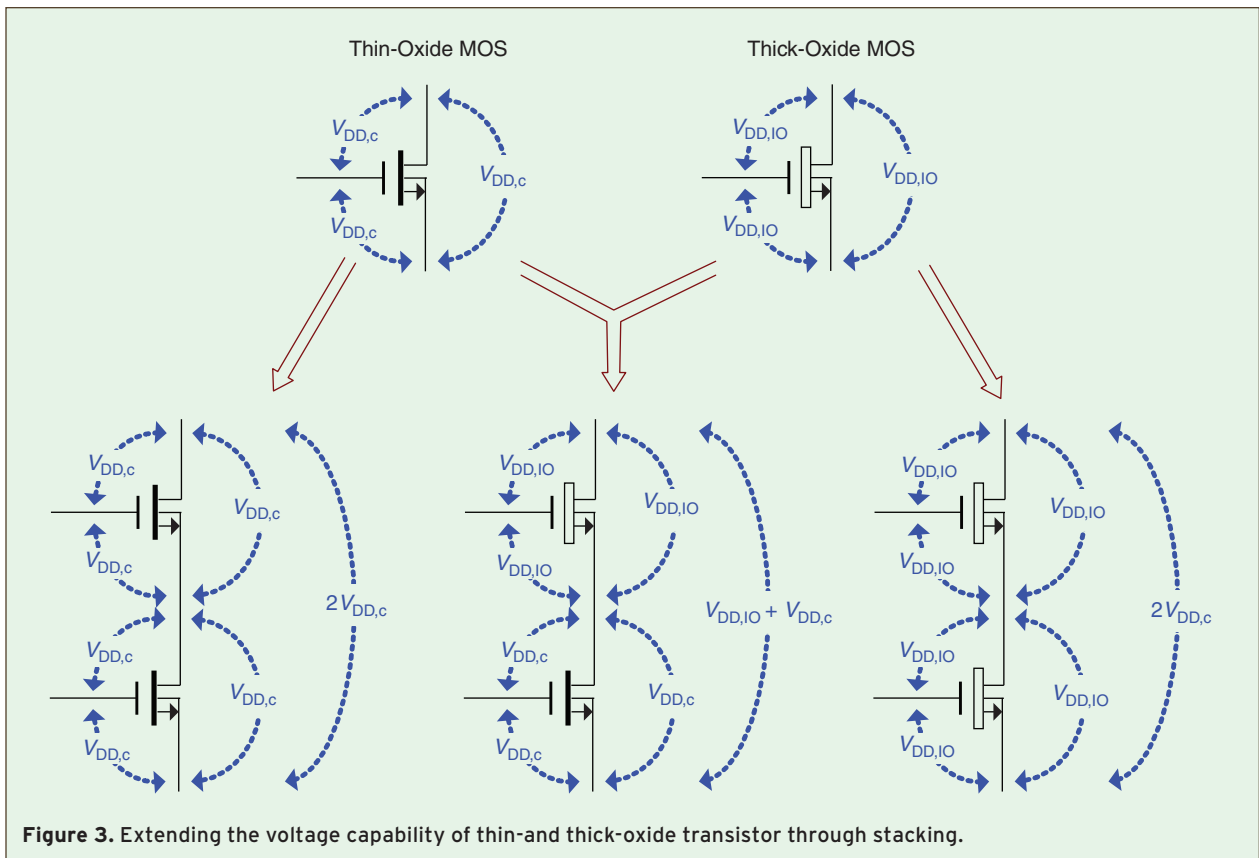 Thin-Oxide MOS
Thick-Oxide MOS
VDD,c
VDD,c
VDD,c
VDD,IO
VDD,IO
VDD,IO
VDD,c
VDD,c
VDD,c
2VDD,c
VDD,c
VDD,c
VDD,c
VDD,IO
VDD,IO
VDD,IO
VDD,IO + VDD,c
VDD,c
VDD,c
VDD,c
VDD,IO
VDD,IO
VDD,IO
2VDD,c
VDD,IO
VDD,IO
VDD,IO
Figure 3. Extending the voltage capability of thin-and thick-oxide transistor through stacking.